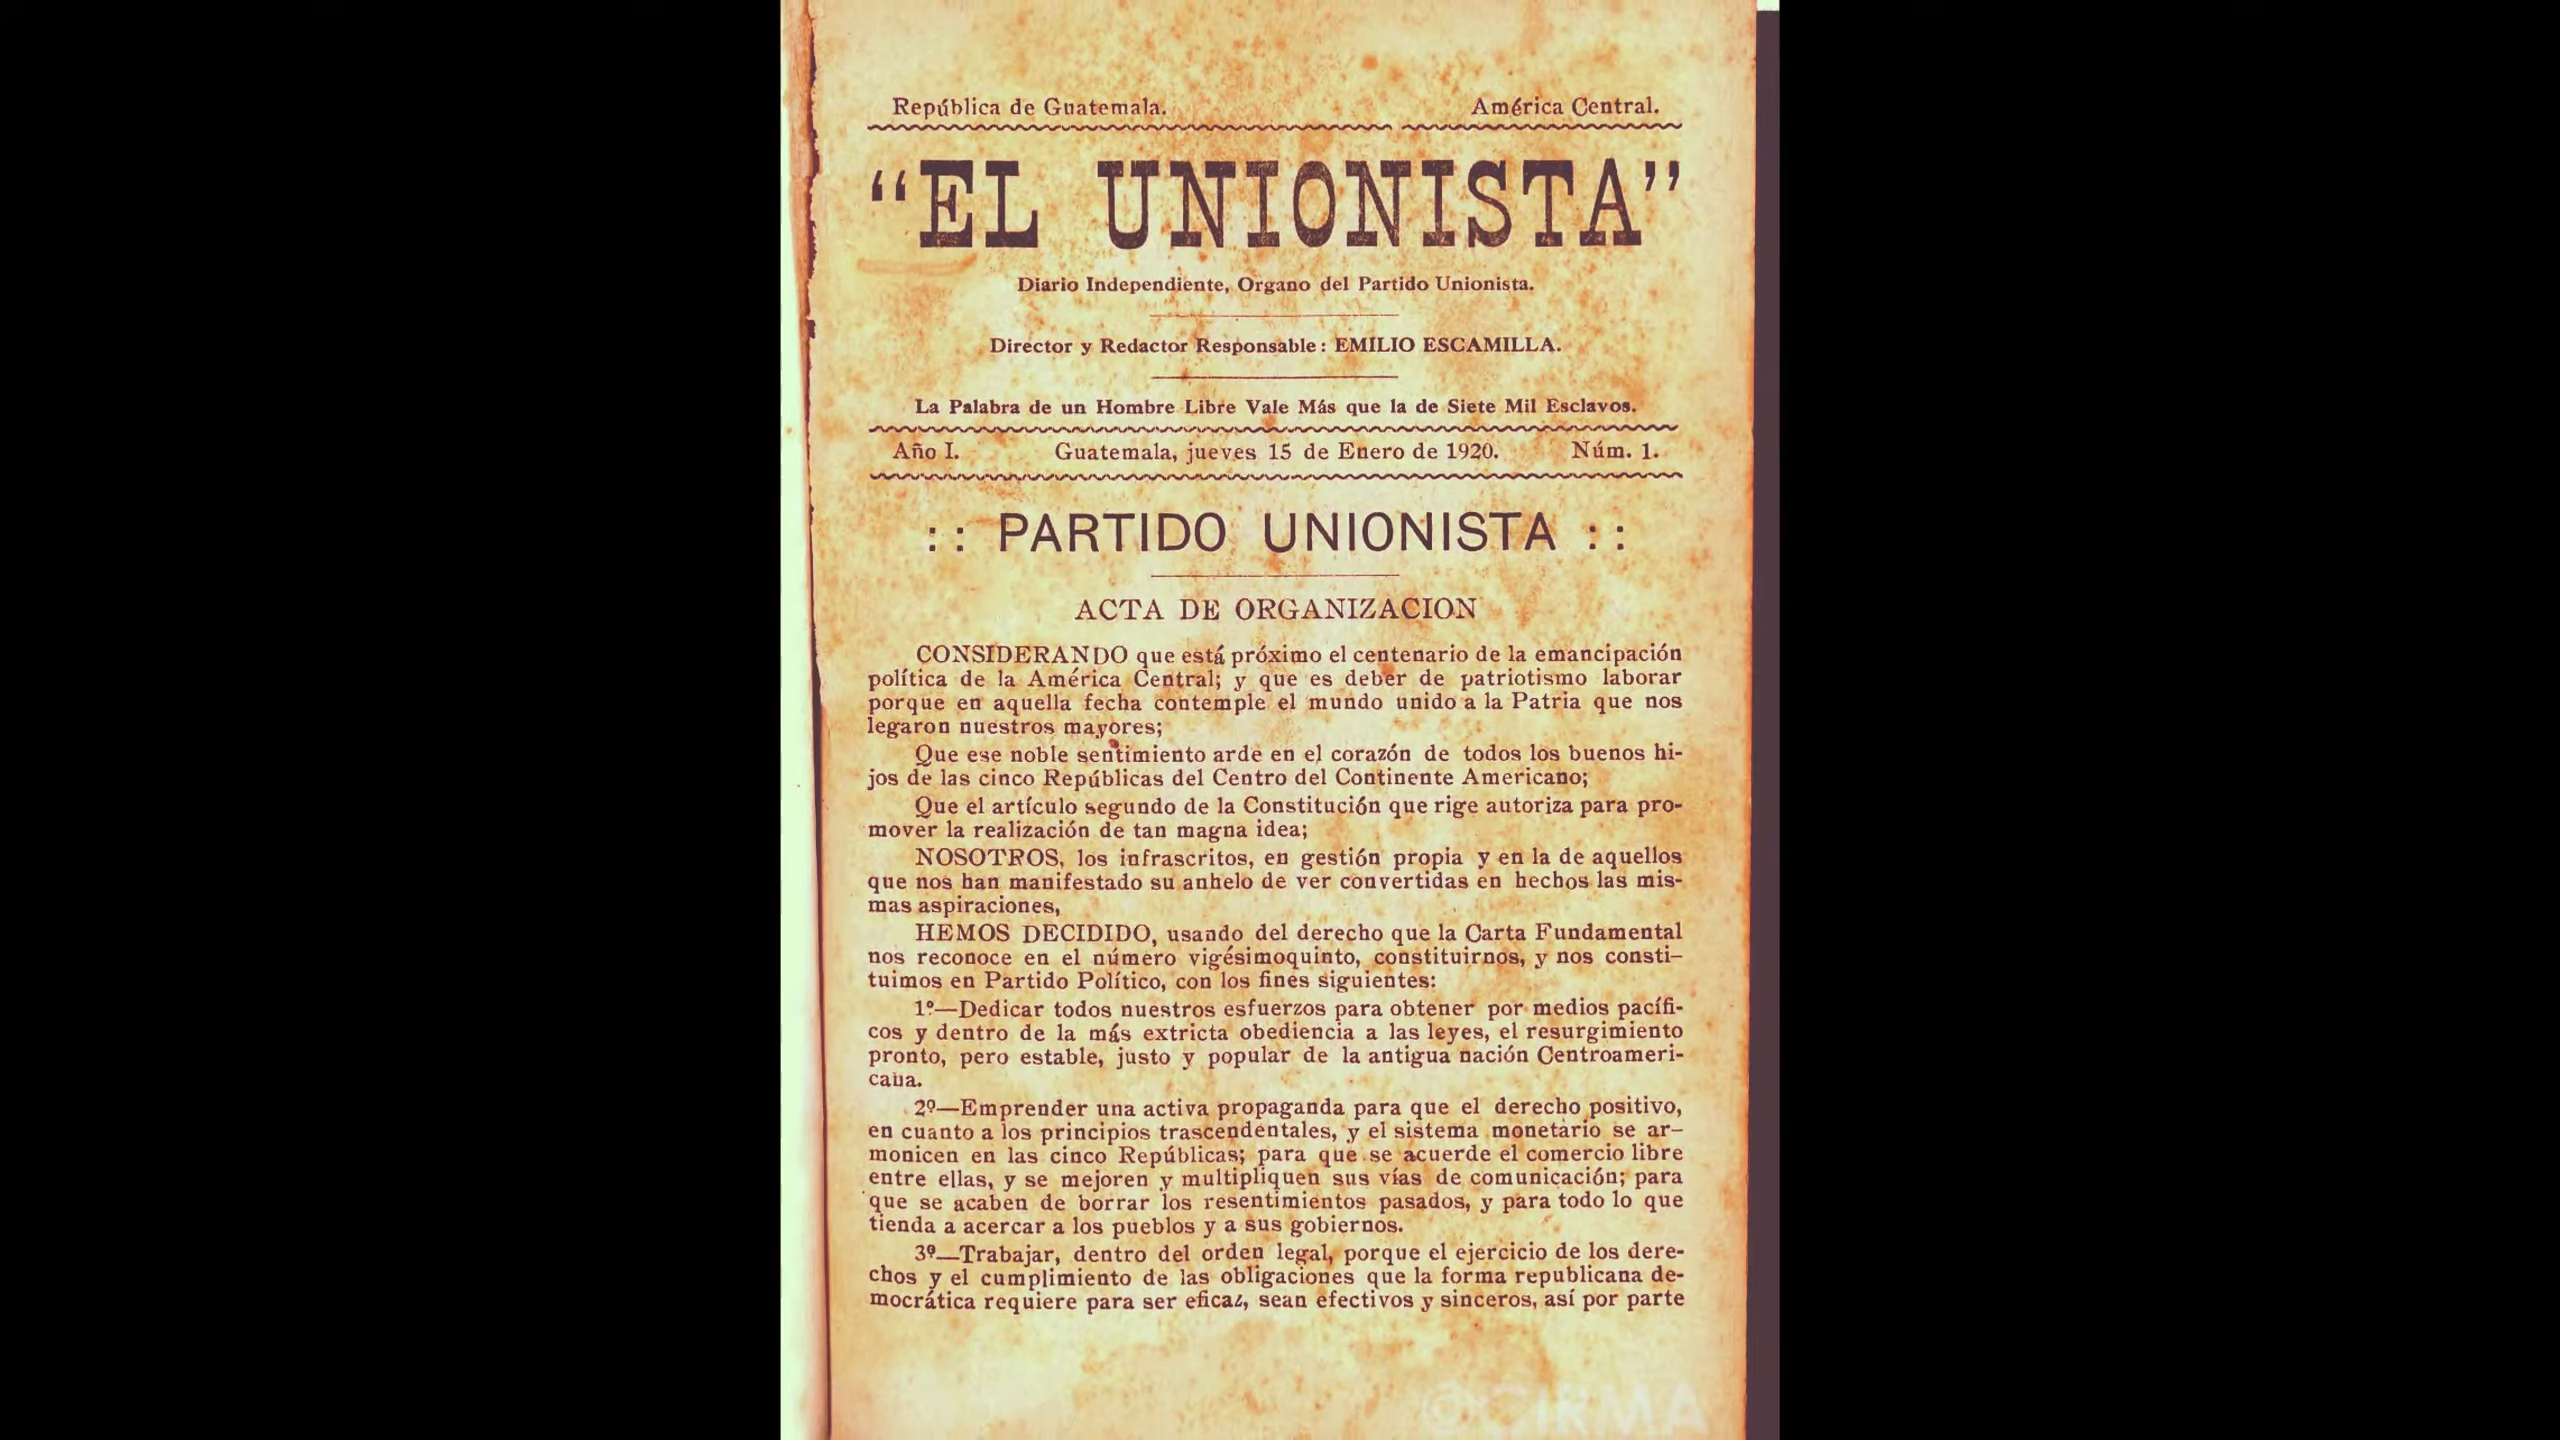 República de Guatemala. América Central.
“EL UNIONISTA”
Diario Independiente, Organo del Partido Unionista.
Director y Redactor Responsable: EMILIO ESCAMILLA.
La Palabra de un Hombre Libre Vale Más que la de Siete Mil Esclavos.
Año I. Guatemala, jueves 15 de Enero de 1920. Núm. 1.
:: PARTIDO UNIONISTA ::
ACTA DE ORGANIZACION
CONSIDERANDO que está próximo el centenario de la emancipación
política de la América Central; y que es deber de patriotismo laborar
porque en aquella fecha contemple el mundo unido a la Patria que nos
legaron nuestros mayores;
Que ese noble sentimiento arde en el corazón de todos los buenos hi-
jos de las cinco Repúblicas del Centro del Continente Americano;
Que el artículo segundo de la Constitución que rige autoriza para pro-
mover la realización de tan magna idea;
NOSOTROS, los infrascritos, en gestión propia y en la de aquellos
que nos han manifestado su anhelo de ver convertidas en hechos las mis-
mas aspiraciones,
HEMOS DECIDIDO, usando del derecho que la Carta Fundamental
nos reconoce en el número vigésimoquinto, constituirnos, y nos consti-
tuimos en Partido Político, con los fines siguientes:
1º—Dedicar todos nuestros esfuerzos para obtener por medios pacífi-
cos y dentro de la más extricta obediencia a las leyes, el resurgimiento
pronto, pero estable, justo y popular de la antigua nación Centroameri-
cana.
2º—Emprender una activa propaganda para que el derecho positivo,
en cuanto a los principios trascendentales, y el sistema monetario se ar-
monicen en las cinco Repúblicas; para que se acuerde el comercio libre
entre ellas, y se mejoren y multipliquen sus vías de comunicación; para
que se acaben de borrar los resentimientos pasados, y para todo lo que
tienda a acercar a los pueblos y a sus gobiernos.
3º—Trabajar, dentro del orden legal, porque el ejercicio de los dere-
chos y el cumplimiento de las obligaciones que la forma republicana de-
mocrática requiere para ser eficaz, sean efectivos y sinceros, así por parte
©CIRMA